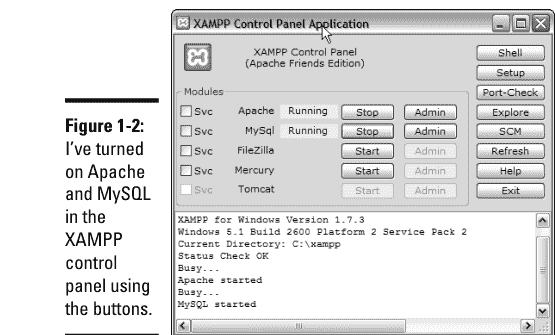 Figure 1-2:
I've turned
on Apache
and MySQL
in the
XAMPP
control
panel using
the buttons.
XAMPP Control Panel Application
XAMPP Control Panel
(Apache Friends Edition)
Shell
Setup
Modules
Port-Check
Svc Apache Running Stop Admin Explore
Svc MySql Running Stop Admin SCM
Svc FileZilla Start Admin Refresh
Svc Mercury Start Admin Help
Svc Tomcat Start Admin Exit
XAMPP for Windows Version 1.7.3
Windows 5.1 Build 2600 Platform 2 Service Pack 2
Current Directory: C:\xampp
Status Check OK
Busy...
Apache started
Busy...
MySQL started